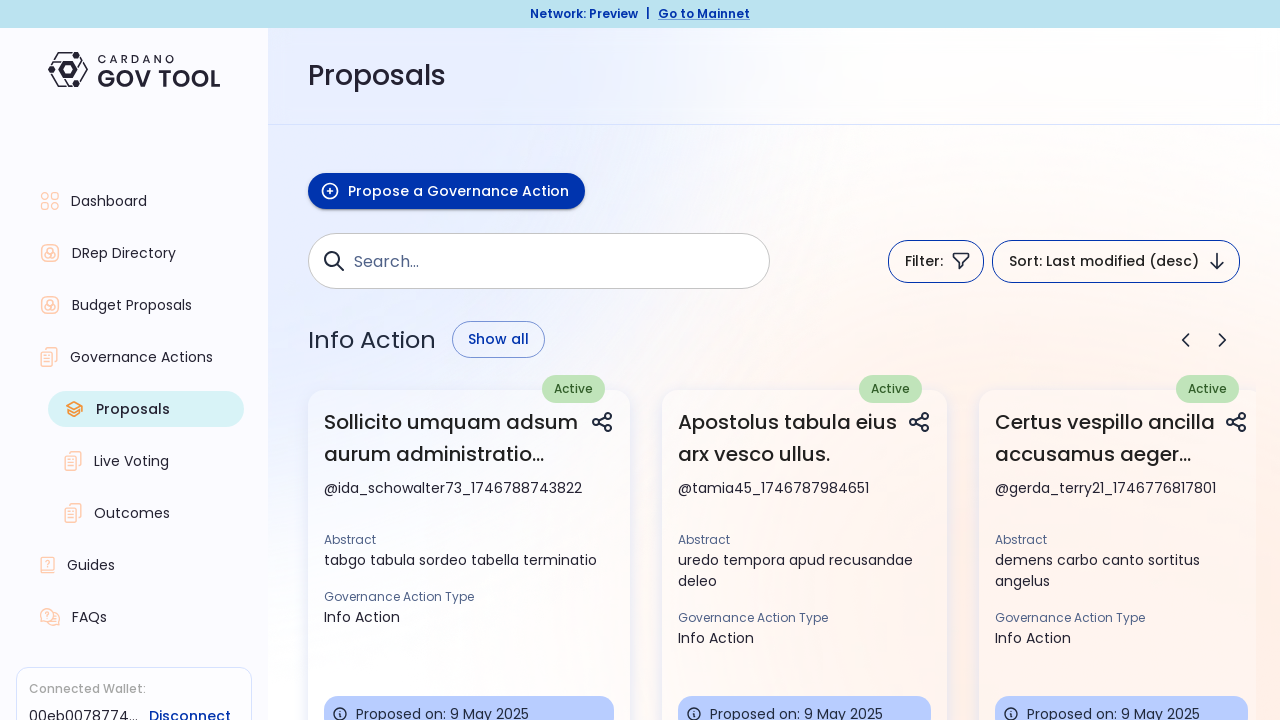 Network: Preview | Go to Mainnet
CARDANO
GOV TOOL
Dashboard
DRep Directory
Budget Proposals
Governance Actions
Proposals
Live Voting
Outcomes
Guides
FAQs
Connected Wallet:
00eb0078774... Disconnect
Proposals
Propose a Governance Action
Search...
Filter:
Sort: Last modified (desc)
Info Action
Show all
Active
Sollicito umquam adsum
aurum administratio...
@ida_schowalter73_1746788743822
Abstract
tabgo tabula sordeo tabella terminatio
Governance Action Type
Info Action
Proposed on: 9 May 2025
Active
Apostolus tabula eius
arx vesco ullus.
@tamia45_1746787984651
Abstract
uredo tempora apud recusandae
deleo
Governance Action Type
Info Action
Proposed on: 9 May 2025
Active
Certus vespillo ancilla
accusamus aeger...
@gerda_terry21_1746776817801
Abstract
demens carbo canto sortitus
angelus
Governance Action Type
Info Action
Proposed on: 9 May 2025